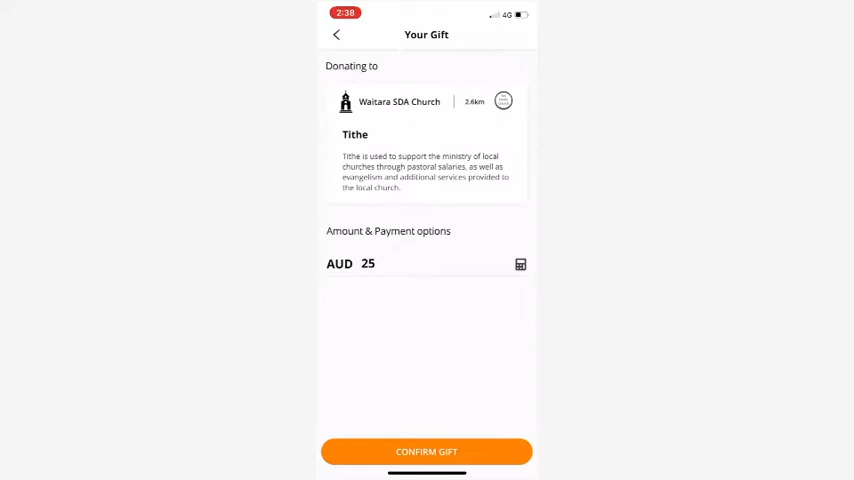 2:38
4G
Your Gift
Donating to
Waitara SDA Church
2.6km
Tithe
Tithe is used to support the ministry of local
churches through pastoral salaries, as well as
evangelism and additional services provided to
the local church.
Amount & Payment options
AUD 25
CONFIRM GIFT